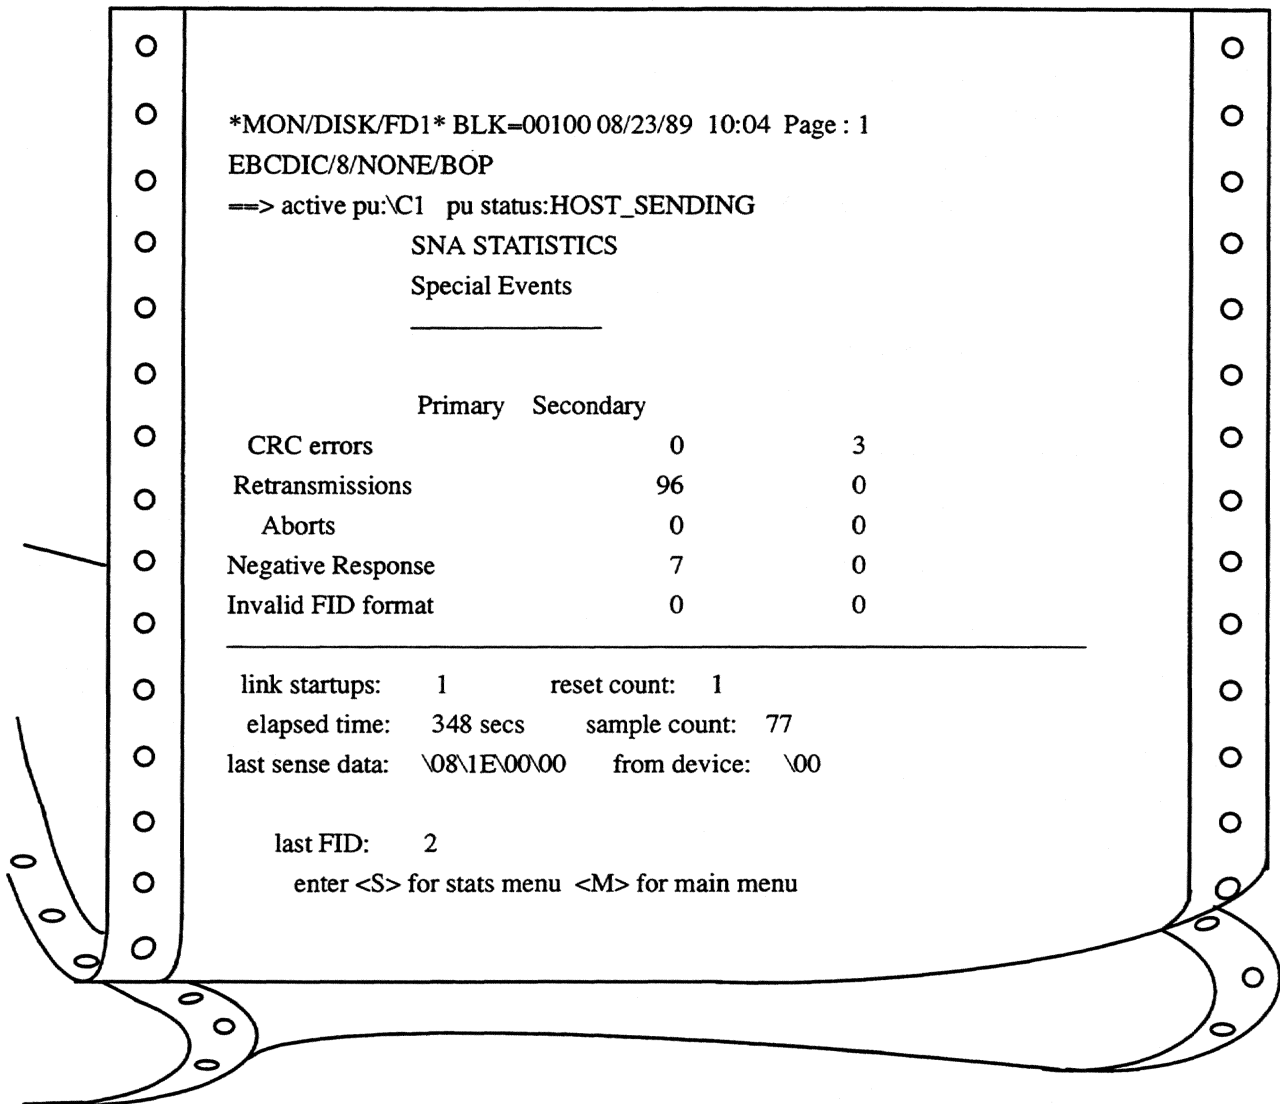 *MON/DISK/FD1* BLK=00100 08/23/89 10:04 Page : 1
EBCDIC/8/NONE/BOP
==> active pu:\C1 pu status:HOST_SENDING
SNA STATISTICS
Special Events
Primary Secondary
CRC errors 0 3
Retransmissions 96 0
Aborts 0 0
Negative Response 7 0
Invalid FID format 0 0
link startups: 1 reset count: 1
elapsed time: 348 secs sample count: 77
last sense data: \08\1E\00\00 from device: \00
last FID: 2
enter <S> for stats menu <M> for main menu